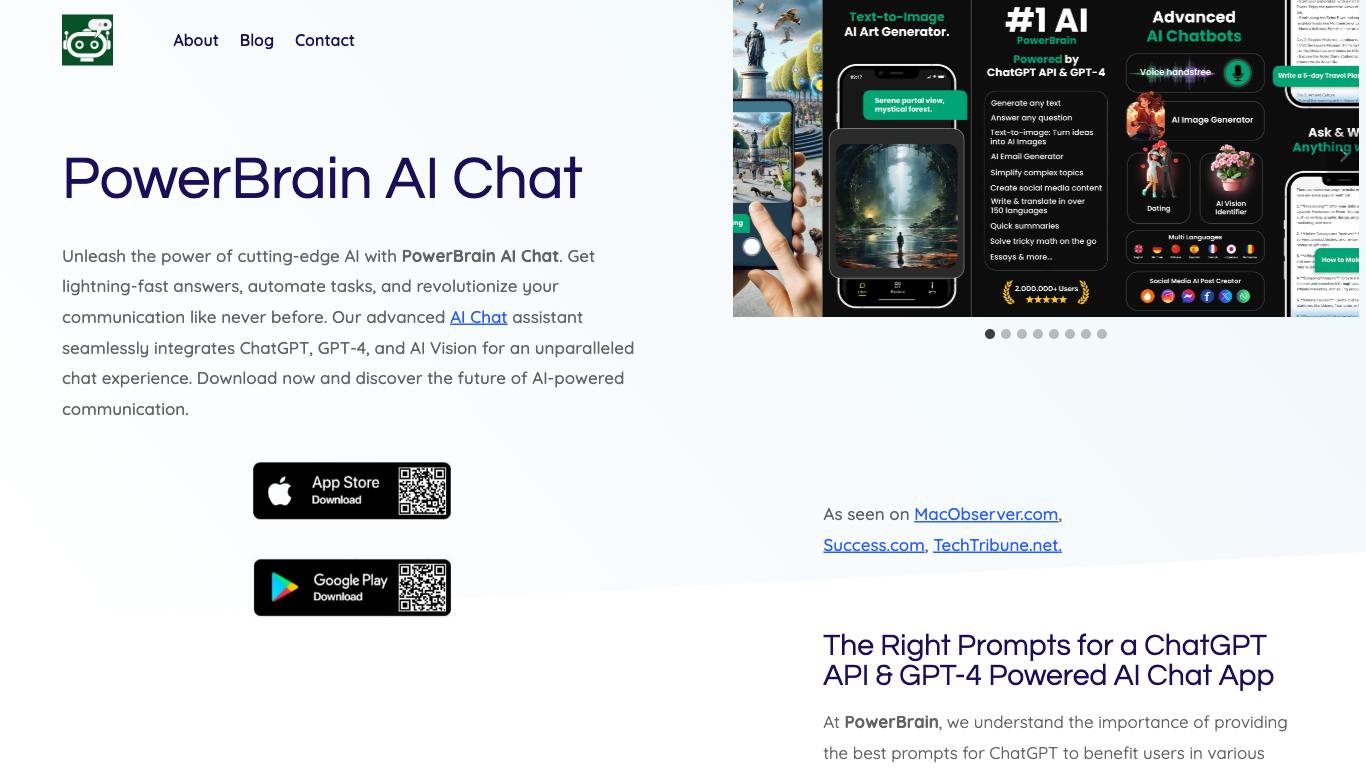 About Blog Contact
PowerBrain AI Chat
Unleash the power of cutting-edge AI with PowerBrain AI Chat. Get
lightning-fast answers, automate tasks, and revolutionize your
communication like never before. Our advanced AI Chat assistant
seamlessly integrates ChatGPT, GPT-4, and AI Vision for an unparalleled
chat experience. Download now and discover the future of AI-powered
communication.
App Store
Download
Google Play
Download
Text-to-Image
AI Art Generator.
Serene portal view,
mystical forest.
#1 AI
PowerBrain
Powered by
ChatGPT API & GPT-4
Generate any text
Answer any question
Text-to-image: Turn ideas
into AI Images
AI Email Generator
Simplify complex topics
Create social media content
Write & translate in over
150 languages
Quick summaries
Solve tricky math on the go
Essays & more...
2.000.000+ Users
Advanced
AI Chatbots
Voice handsfree
AI Image Generator
Dating
AI Vision
Identifier
Multi Languages
Social Media AI Post Creator
Write a 5-day Travel Plan
Ask & W
Anything w
How to Mak
As seen on MacObserver.com,
Success.com, TechTribune.net.
The Right Prompts for a ChatGPT
API & GPT-4 Powered AI Chat App
At PowerBrain, we understand the importance of providing
the best prompts for ChatGPT to benefit users in various